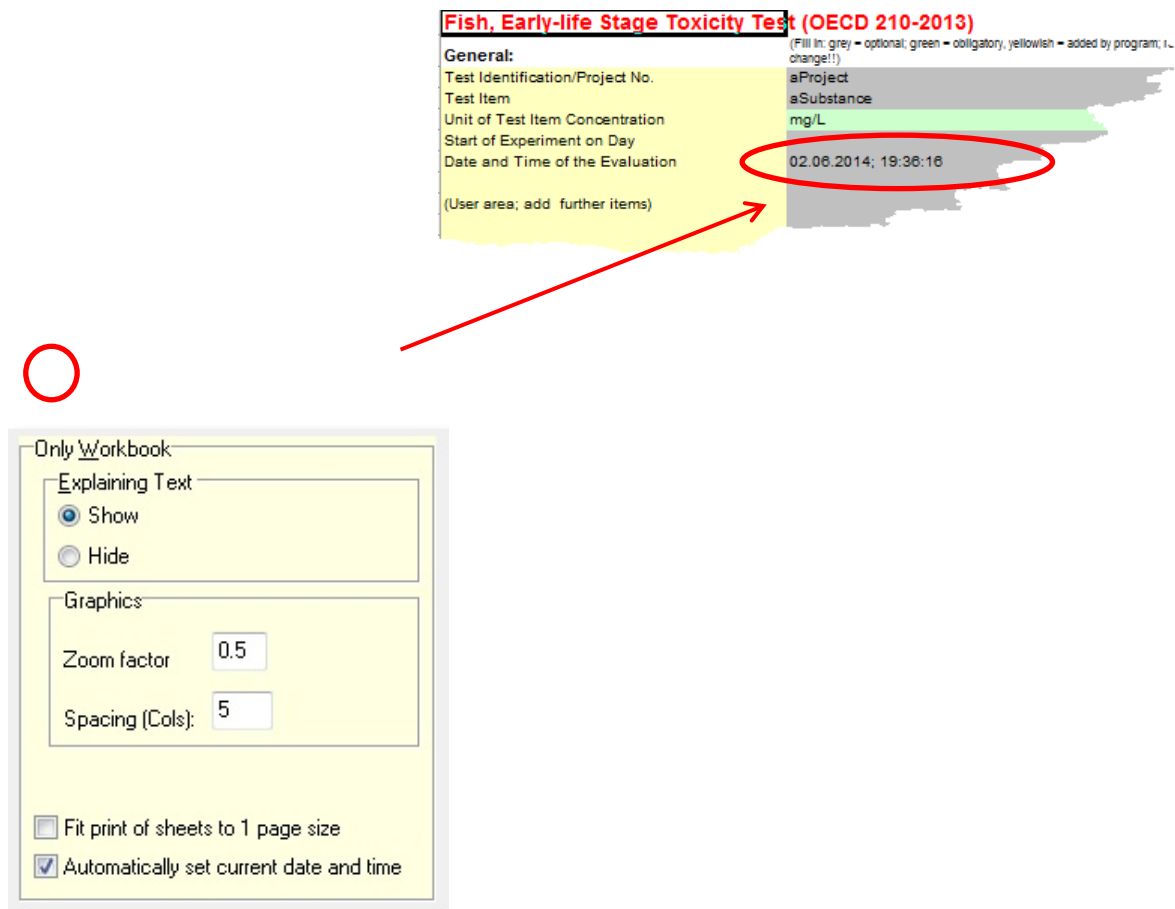 Fish, Early-life Stage Toxicity Test (OECD 210-2013)
General:
(Fill in: grey = optional; green = obligatory, yellowish = added by program;
change!!)
Test Identification/Project No. aProject
Test Item aSubstance
Unit of Test Item Concentration mg/L
Start of Experiment on Day
Date and Time of the Evaluation 02.06.2014; 19:36:16
(User area; add further items)
Only Workbook
Explaining Text
Show
Hide
Graphics
Zoom factor 0.5
Spacing (Cols): 5
Fit print of sheets to 1 page size
Automatically set current date and time